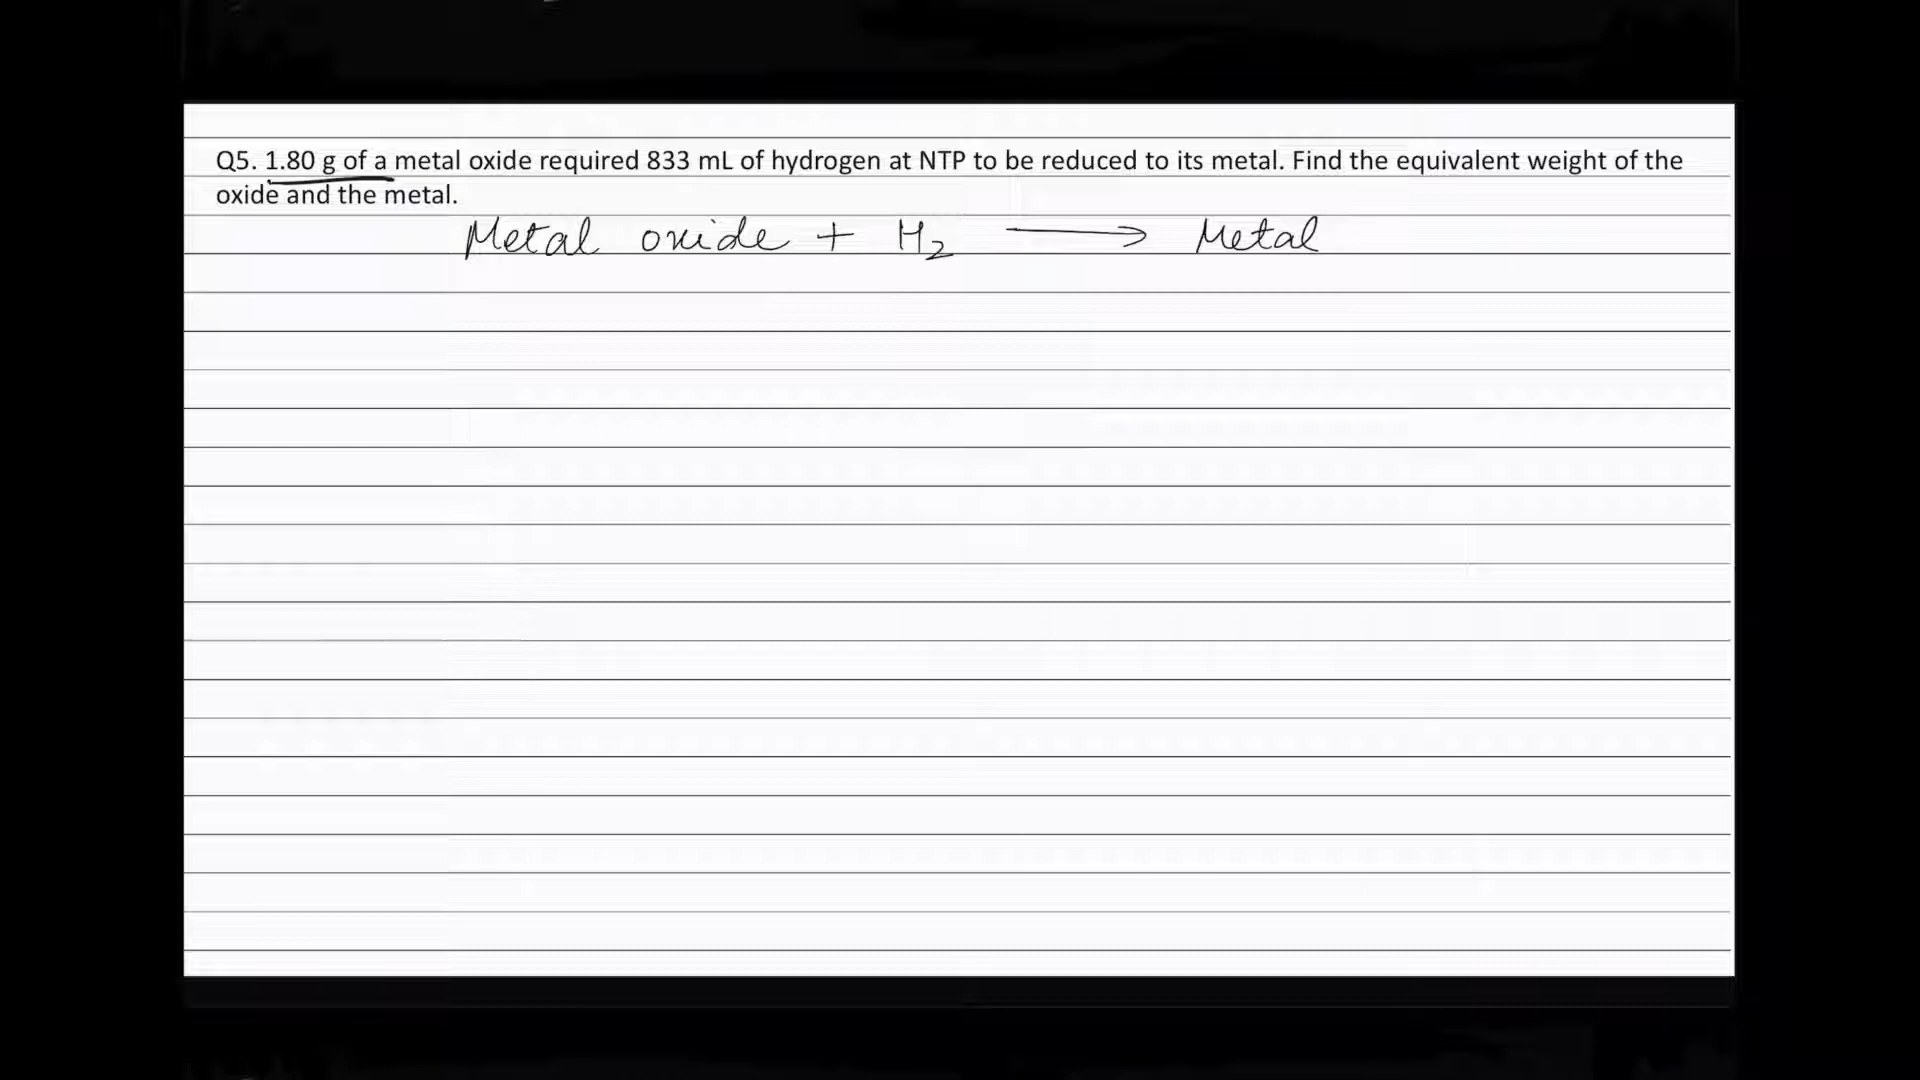 Q5. 1.80 g of a metal oxide required 833 mL of hydrogen at NTP to be reduced to its metal. Find the equivalent weight of the
oxide and the metal.
Metal oxide + H₂ ⟶ Metal